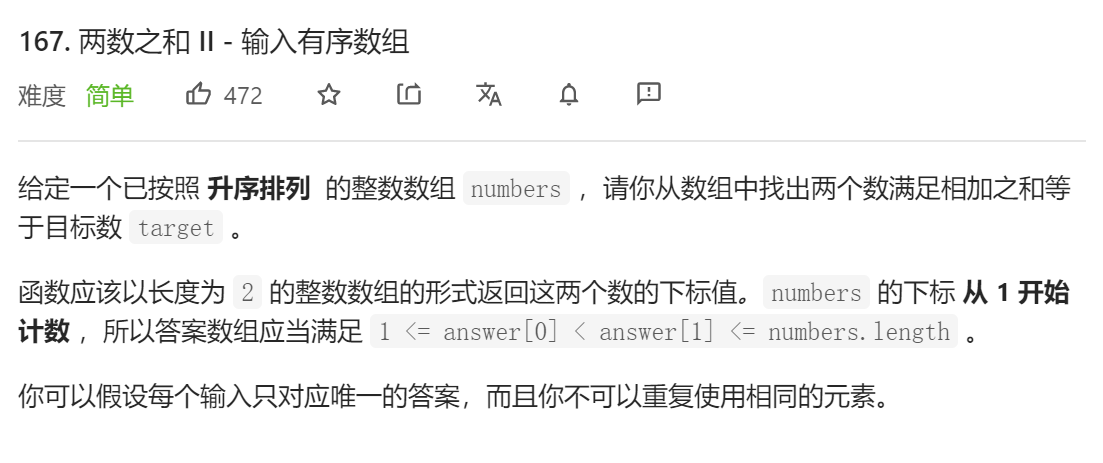 167. 两数之和 II - 输入有序数组
难度 简单 472
给定一个已按照 升序排列 的整数数组 numbers ，请你从数组中找出两个数满足相加之和等
于目标数 target 。
函数应该以长度为 2 的整数数组的形式返回这两个数的下标值。numbers 的下标 从 1 开始
计数 ，所以答案数组应当满足 1 <= answer[0] < answer[1] <= numbers.length 。
你可以假设每个输入只对应唯一的答案，而且你不可以重复使用相同的元素。